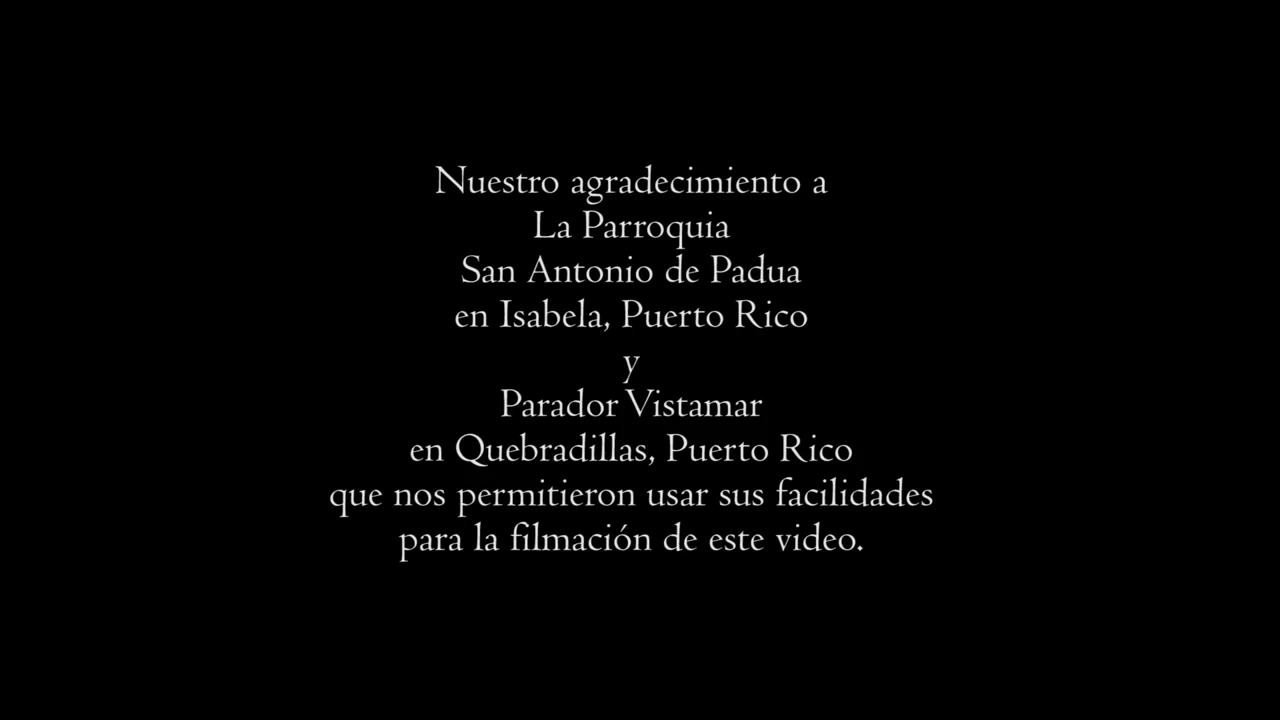 Nuestro agradecimiento a
La Parroquia
San Antonio de Padua
en Isabela, Puerto Rico
y
Parador Vistamar
en Quebradillas, Puerto Rico
que nos permitieron usar sus facilidades
para la filmación de este video.